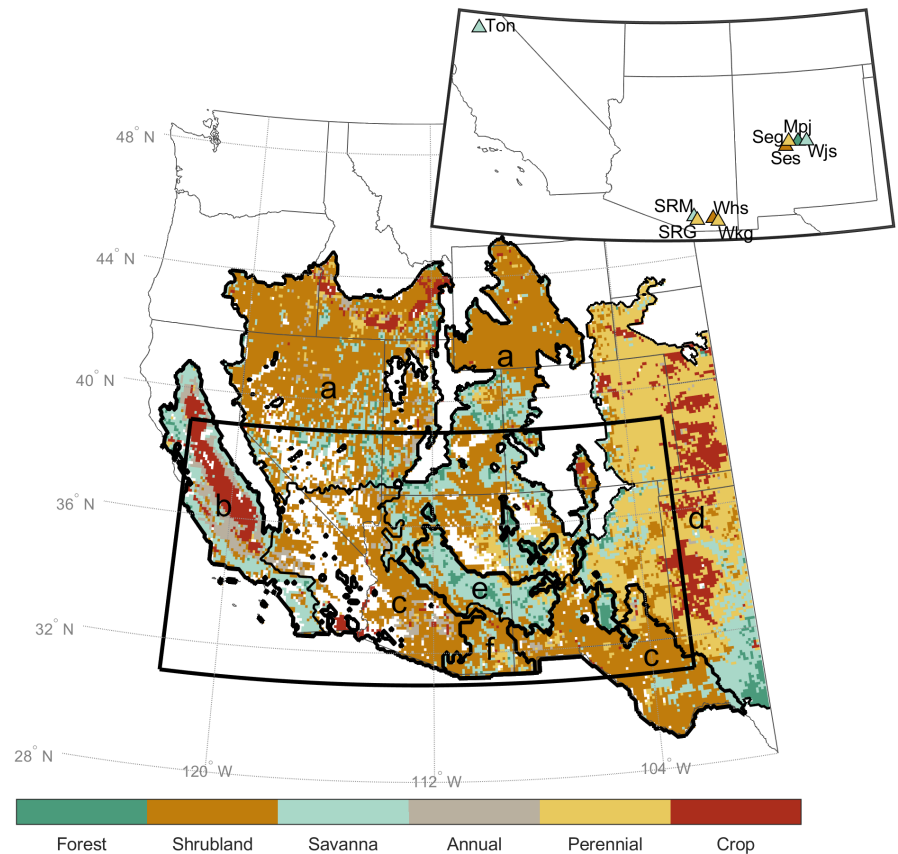 Ton
Mpj
Seg
Wjs
Ses
SRM
Whs
SRG
Wkg
48° N
44° N
a
a
40° N
36° N
b
d
e
c
32° N
f
c
28° N
120° W
112° W
104° W
Forest
Shrubland
Savanna
Annual
Perennial
Crop